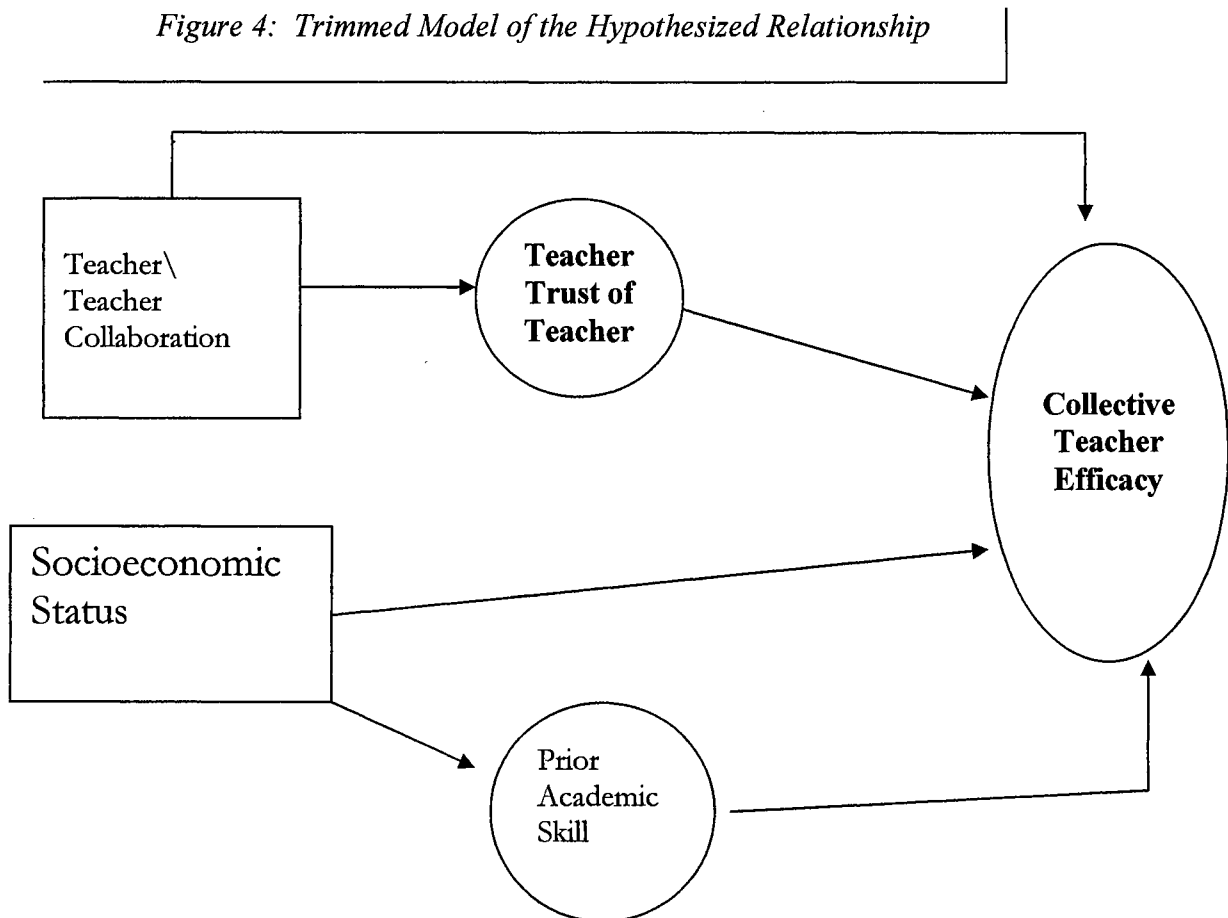 Figure 4: Trimmed Model of the Hypothesized Relationship
Teacher\
Teacher
Collaboration
Teacher
Trust of
Teacher
Collective
Teacher
Efficacy
Socioeconomic
Status
Prior
Academic
Skill